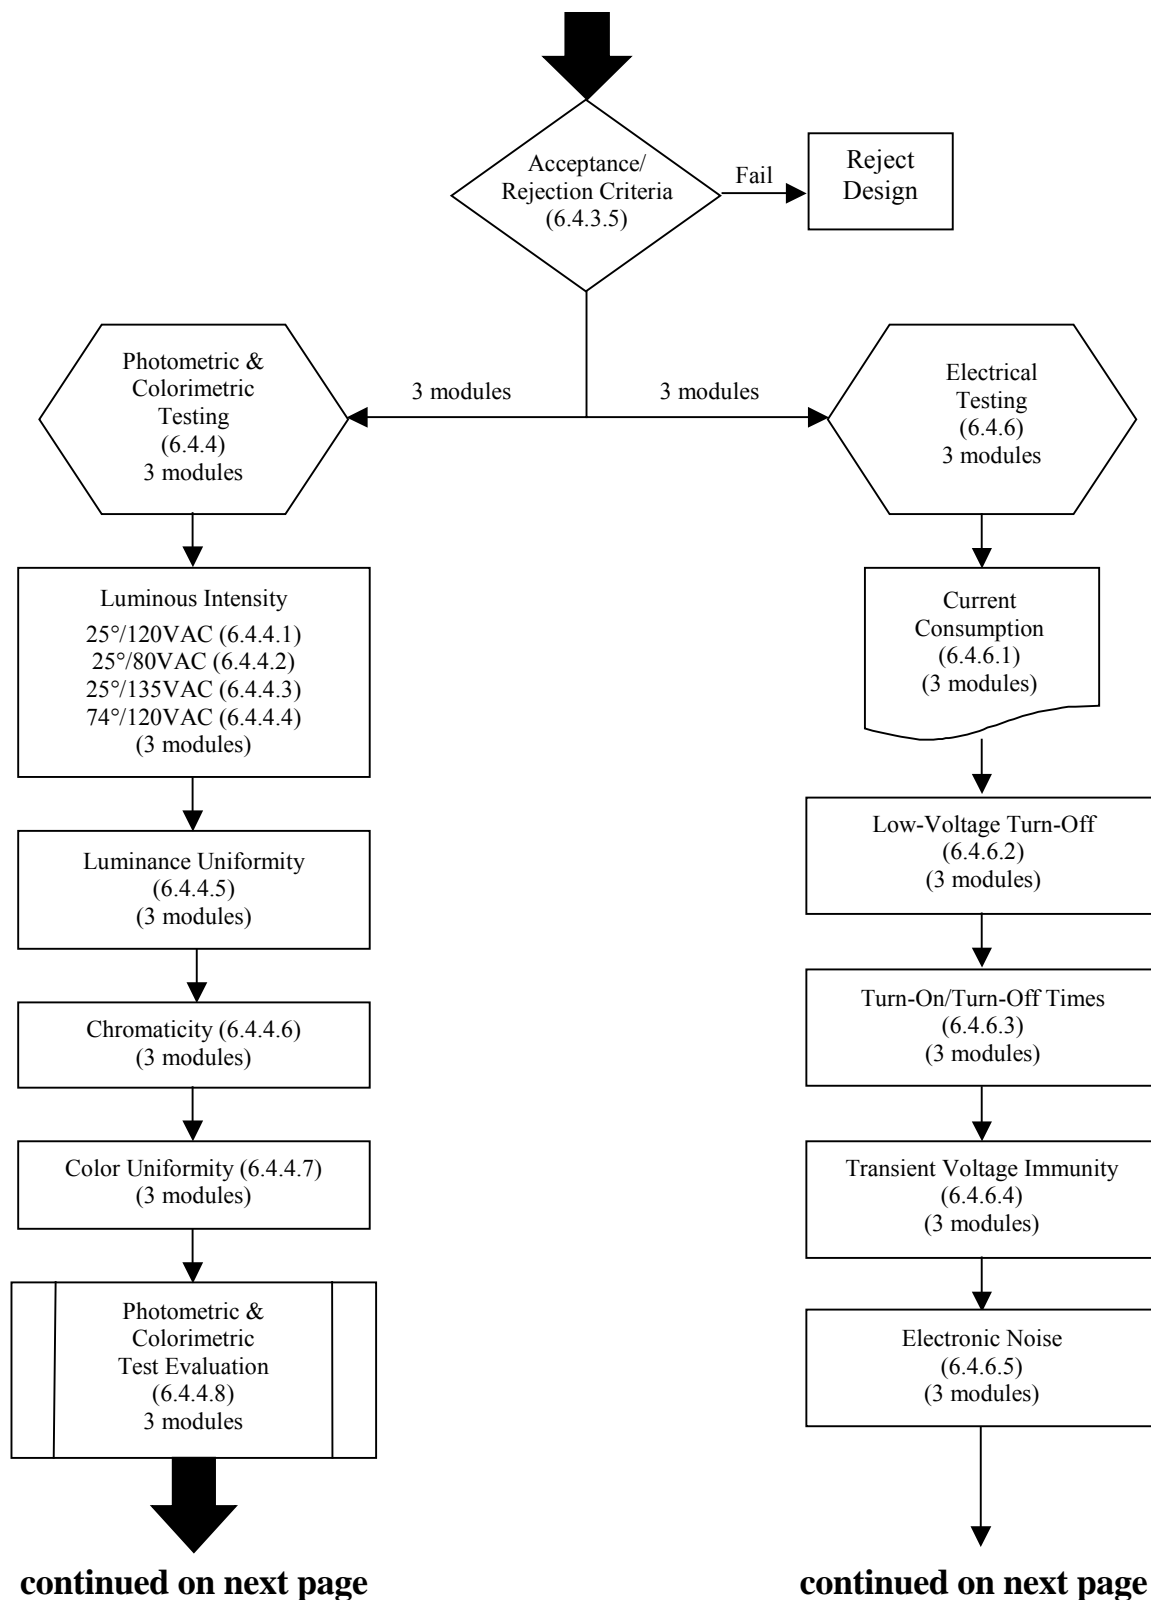 Acceptance/
Rejection Criteria
(6.4.3.5)
Fail
Reject
Design
3 modules
3 modules
Photometric &
Colorimetric
Testing
(6.4.4)
3 modules
Luminous Intensity
25°/120VAC (6.4.4.1)
25°/80VAC (6.4.4.2)
25°/135VAC (6.4.4.3)
74°/120VAC (6.4.4.4)
(3 modules)
Luminance Uniformity
(6.4.4.5)
(3 modules)
Chromaticity (6.4.4.6)
(3 modules)
Color Uniformity (6.4.4.7)
(3 modules)
Photometric &
Colorimetric
Test Evaluation
(6.4.4.8)
3 modules
continued on next page
Electrical
Testing
(6.4.6)
3 modules
Current
Consumption
(6.4.6.1)
(3 modules)
Low-Voltage Turn-Off
(6.4.6.2)
(3 modules)
Turn-On/Turn-Off Times
(6.4.6.3)
(3 modules)
Transient Voltage Immunity
(6.4.6.4)
(3 modules)
Electronic Noise
(6.4.6.5)
(3 modules)
continued on next page